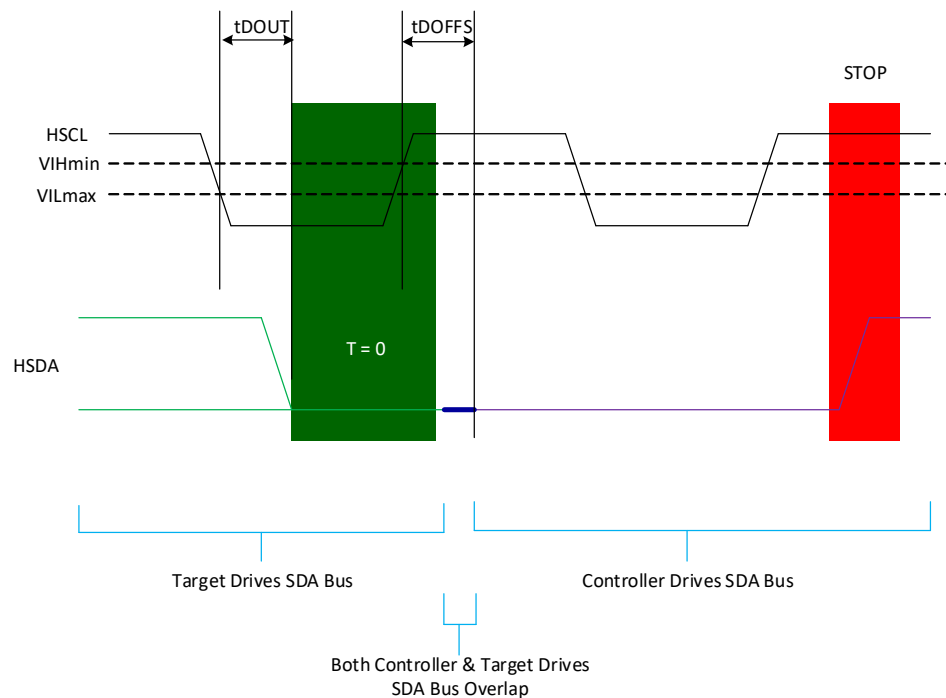 tDOUT
tDOFFS
STOP
HSCL
VIHmin
VILmax
T = 0
HSDA
Target Drives SDA Bus
Controller Drives SDA Bus
Both Controller & Target Drives
SDA Bus Overlap